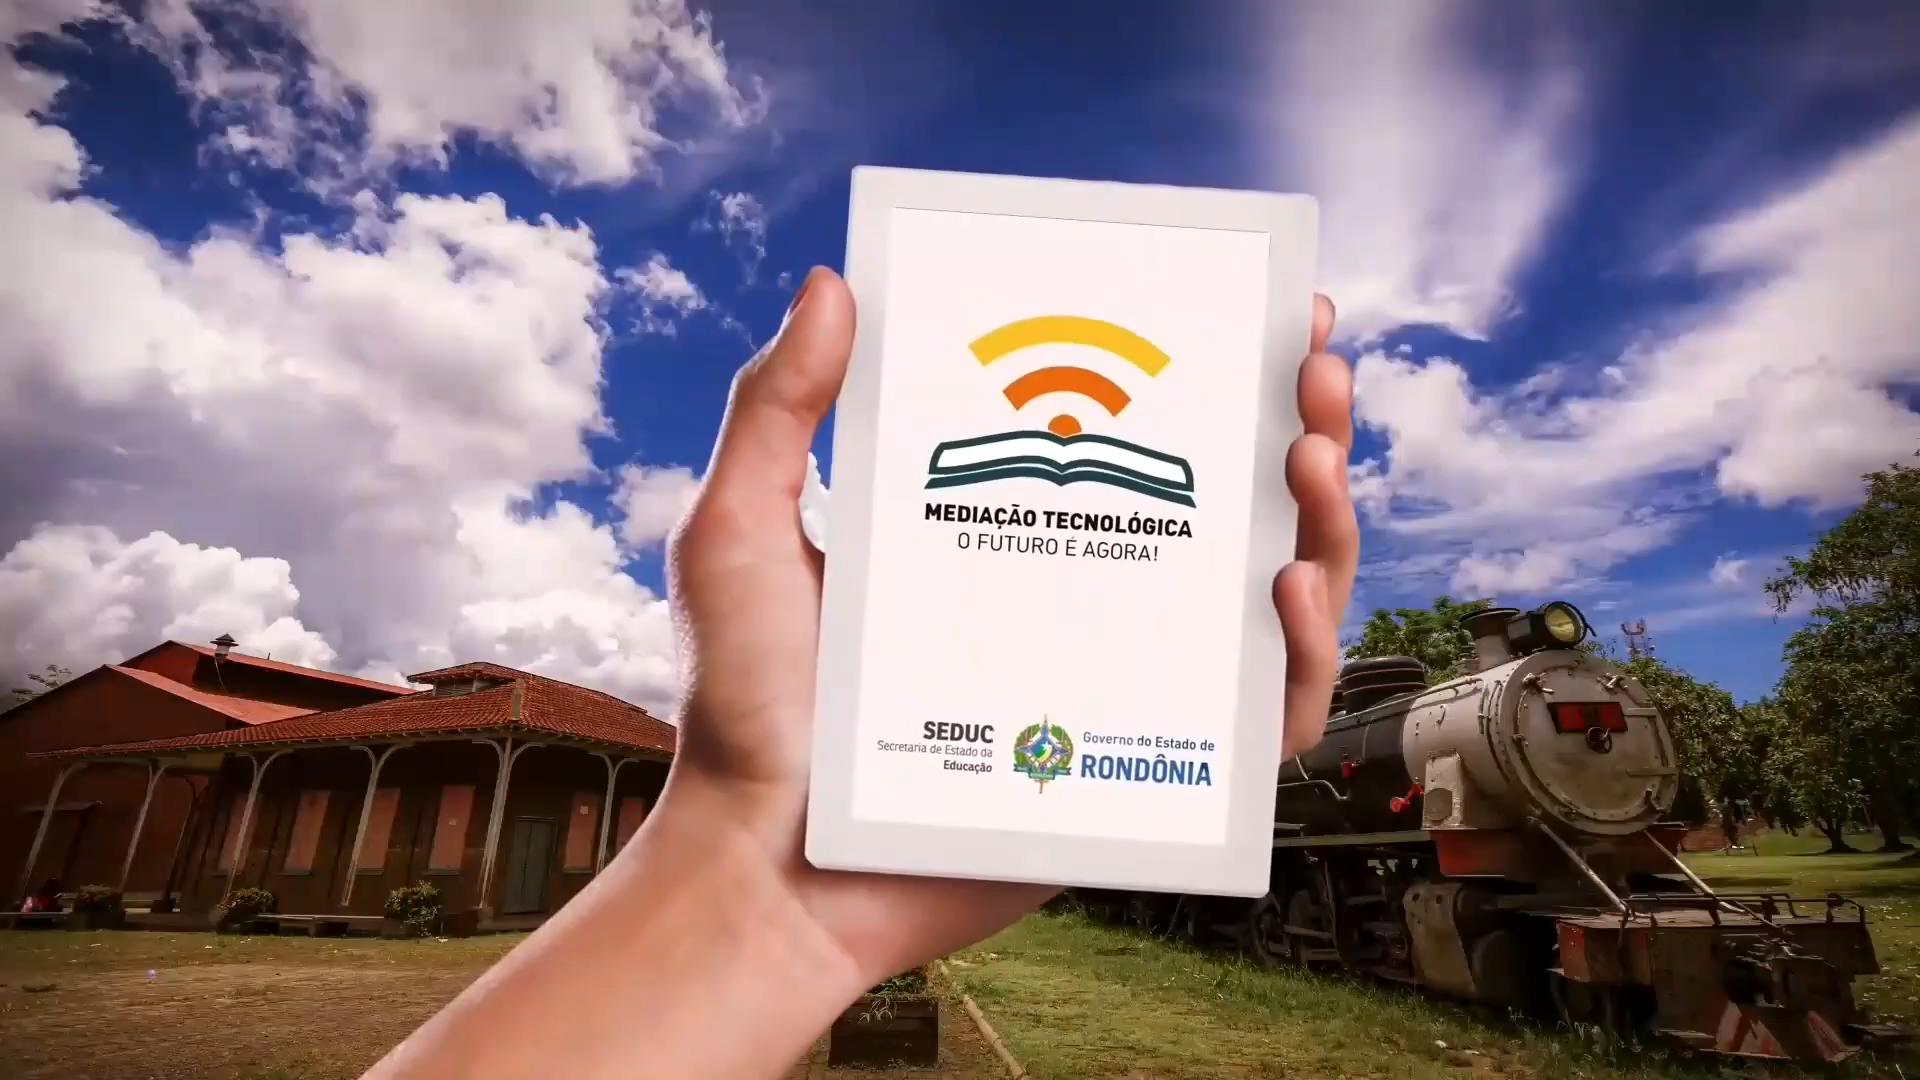 MEDIAÇÃO TECNOLÓGICA
O FUTURO É AGORA!
SEDUC
Secretaria de Estado da
Educação
Governo do Estado de
RONDÔNIA